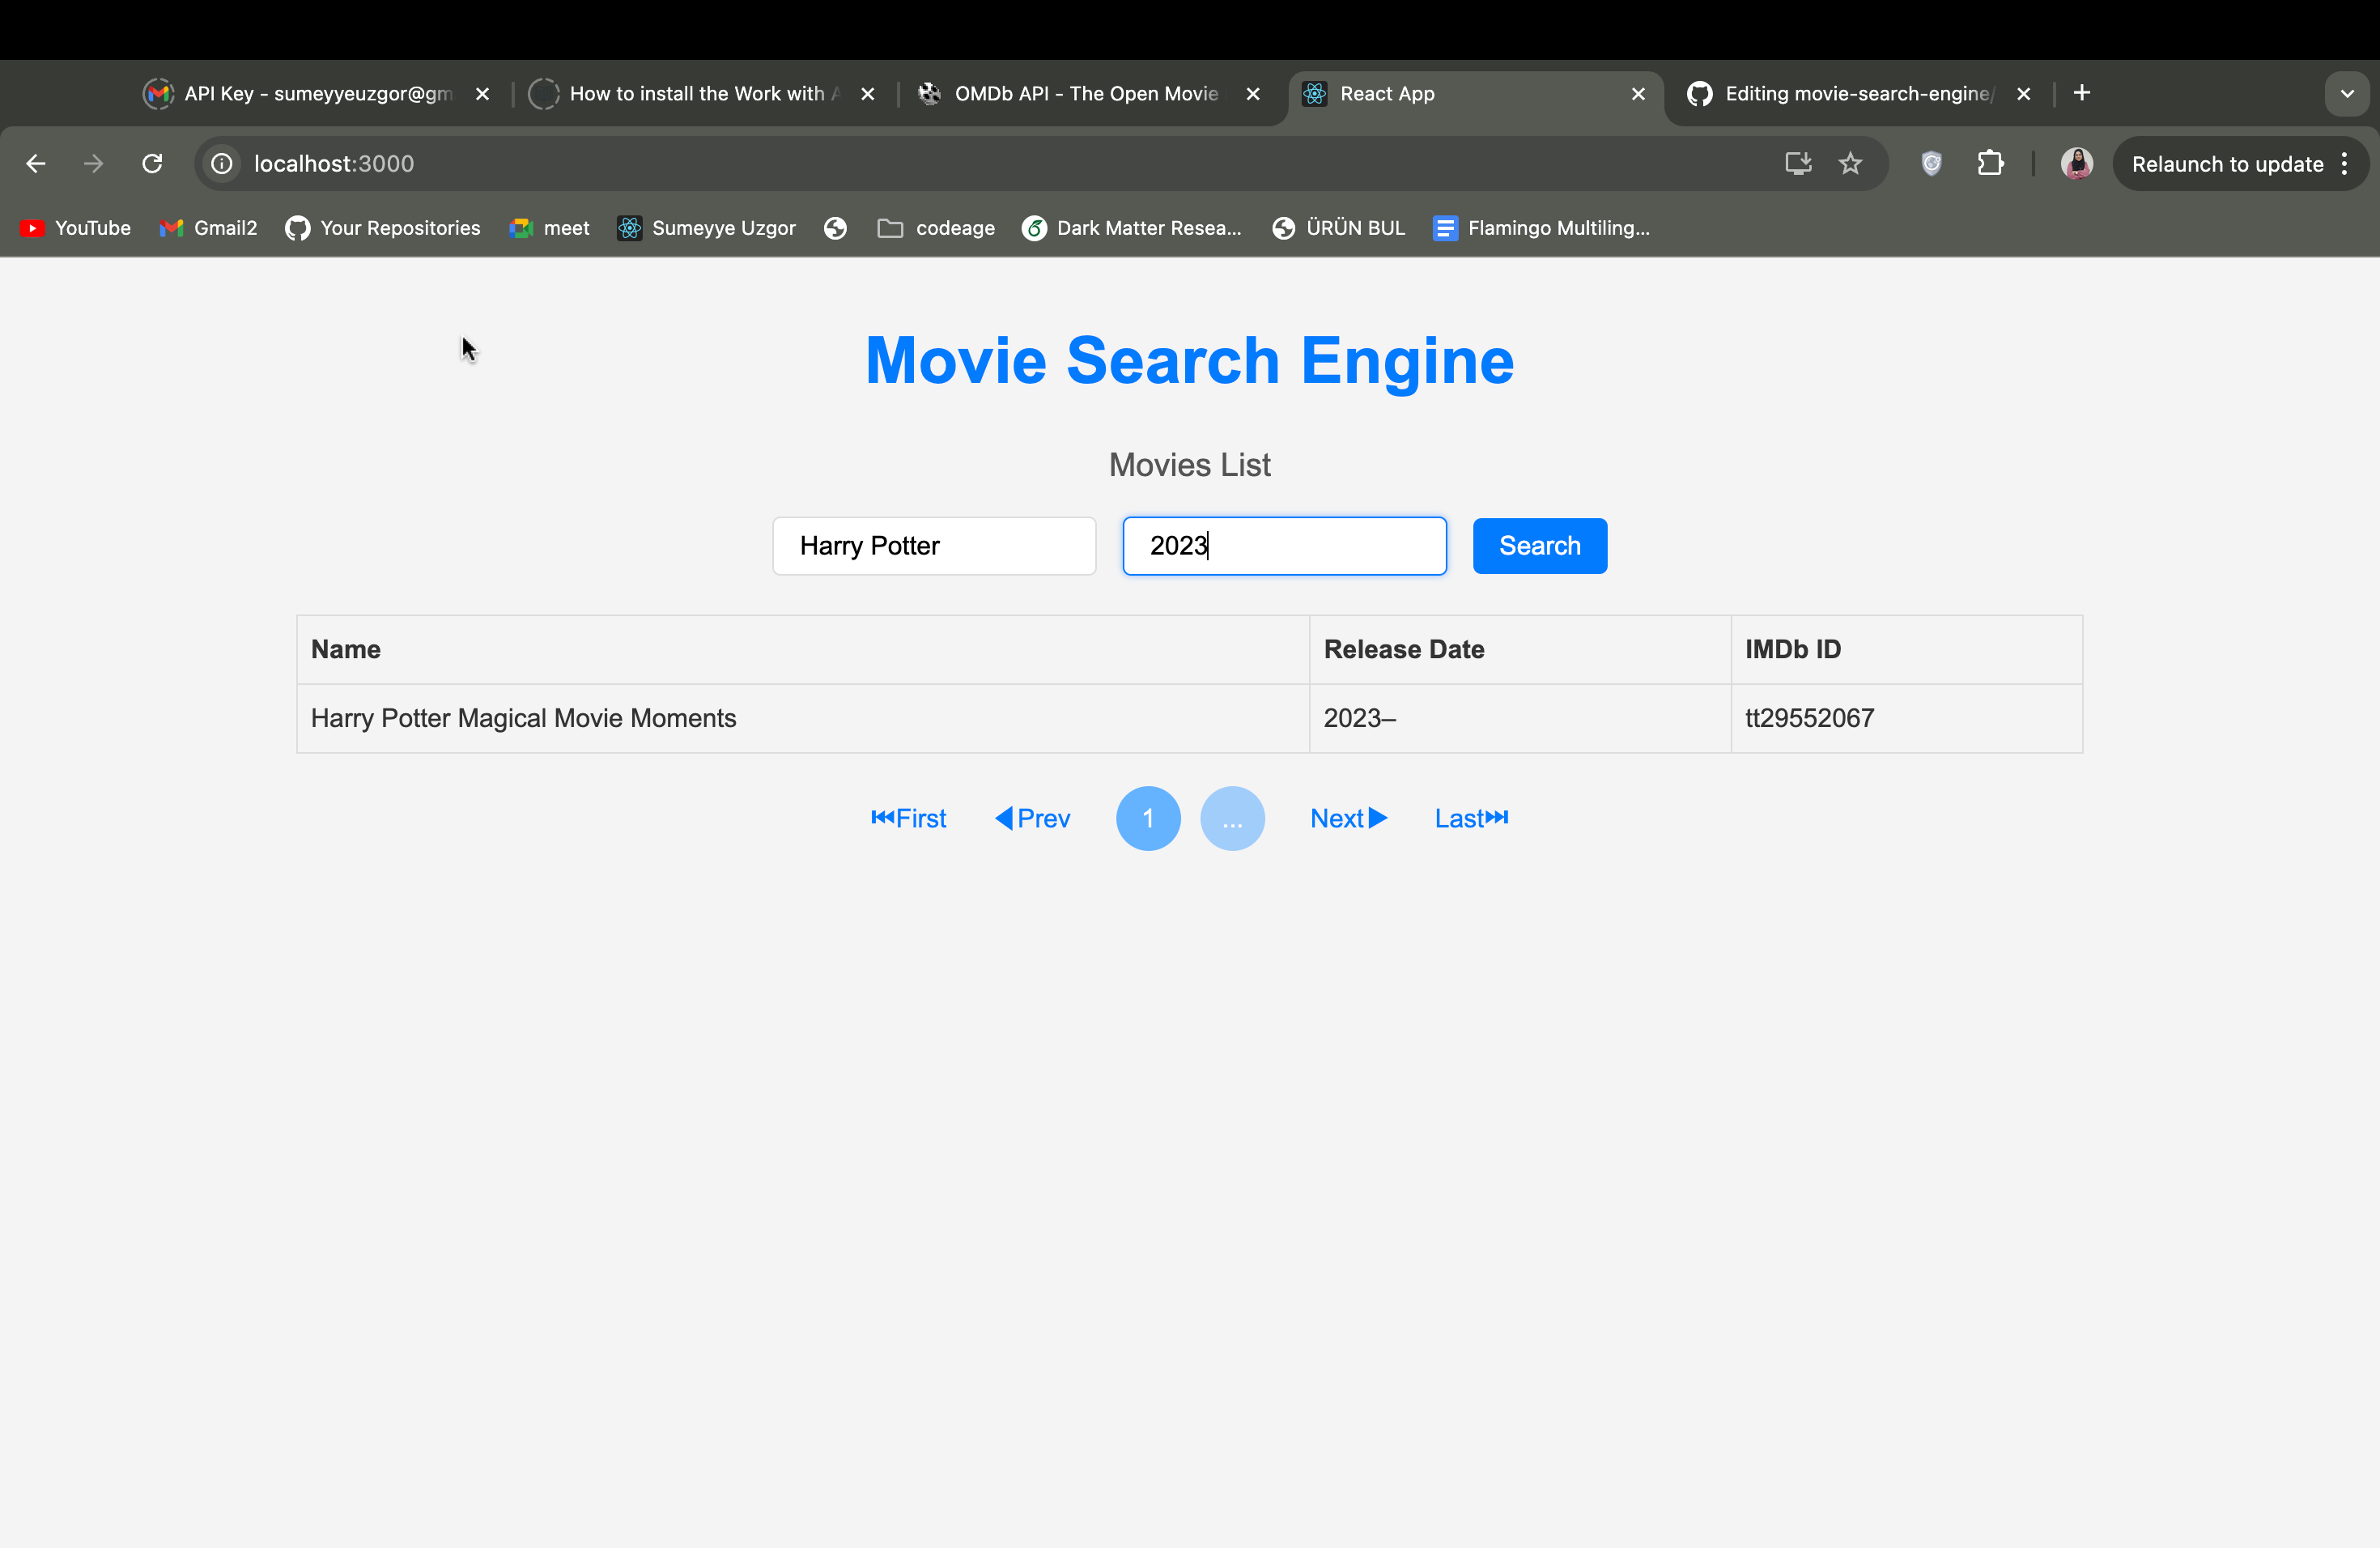 API Key - sumeyyeuzgor@gm
How to install the Work with A
OMDb API - The Open Movie
React App
Editing movie-search-engine/
localhost:3000
Relaunch to update
YouTube
Gmail2
Your Repositories
meet
Sumeyye Uzgor
codeage
Dark Matter Resea...
ÜRÜN BUL
Flamingo Multiling...
Movie Search Engine
Movies List
Harry Potter
2023
Search
Name
Release Date
IMDb ID
Harry Potter Magical Movie Moments
2023–
tt29552067
⏮First
◀Prev
1
...
Next▶
Last⏭